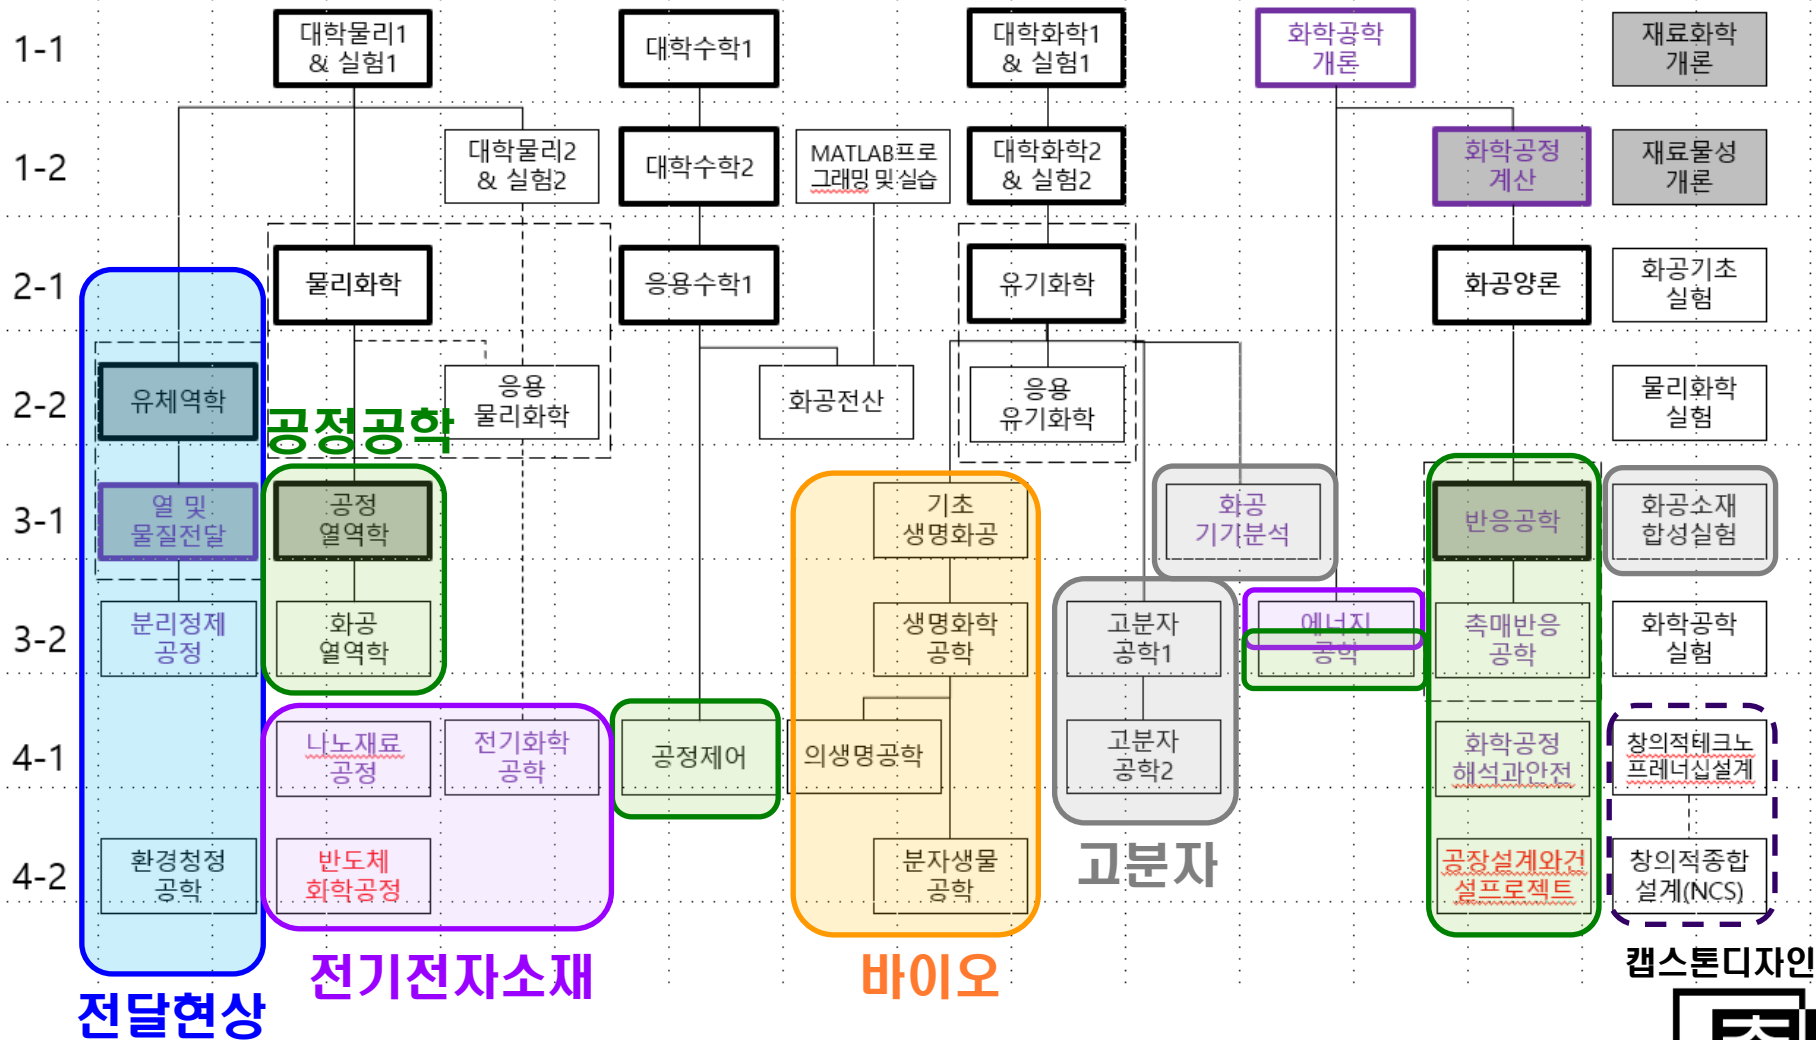 1-1
대학물리1
& 실험1
대학수학1
대학화학1
& 실험1
화학공학
개론
재료화학
개론
1-2
대학물리2
& 실험2
대학수학2
MATLAB프로
그래밍 및 실습
대학화학2
& 실험2
화학공정
계산
재료물성
개론
2-1
물리화학
응용수학1
유기화학
화공양론
화공기초
실험
2-2
유체역학
응용
물리화학
화공전산
응용
유기화학
물리화학
실험
공정공학
3-1
열 및
물질전달
공정
열역학
기초
생명화공
화공
기기분석
반응공학
화공소재
합성실험
3-2
분리정제
공정
화공
열역학
생명화학
공학
고분자
공학1
에너지
공학
촉매반응
공학
화학공학
실험
4-1
나노재료
공정
전기화학
공학
공정제어
의생명공학
고분자
공학2
화학공정
해석과안전
창의적테크노
프레너십설계
4-2
환경청정
공학
반도체
화학공정
분자생물
공학
고분자
공장설계와건
설프로젝트
창의적종합
설계(NCS)
전달현상
전기전자소재
바이오
캡스톤디자인